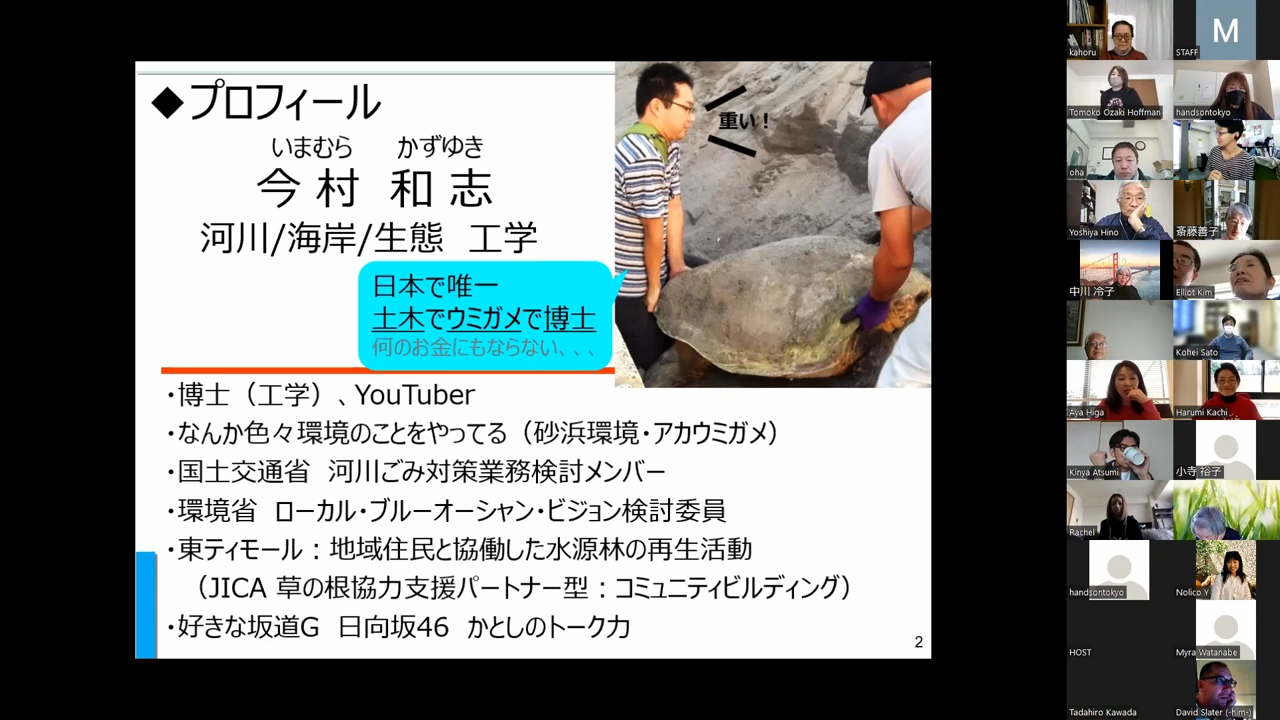 ◆プロフィール
いまむら かずゆき
今村 和志
河川/海岸/生態 工学
重い！
日本で唯一
土木でウミガメで博士
何のお金にもならない、、、
・博士（工学）、YouTuber
・なんか色々環境のことをやってる（砂浜環境・アカウミガメ）
・国土交通省 河川ごみ対策業務検討メンバー
・環境省 ローカル・ブルーオーシャン・ビジョン検討委員
・東ティモール：地域住民と協働した水源林の再生活動
（JICA 草の根協力支援パートナー型：コミュニティビルディング）
・好きな坂道G 日向坂46 かとしのトーク力
2
kahoru
M
STAFF
Tomoko Ozaki Hoffman
handsontokyo
oha
Yoshiya Hino
斎藤善子
中川 冷子
Elliot Kim
Kohei Sato
Aya Higa
Harumi Kachi
Kinya Atsumi
小寺 裕子
Rachel
handsontokyo
Nolico Y
HOST
Myra Watanabe
Tadahiro Kawada
David Slater (-him-)